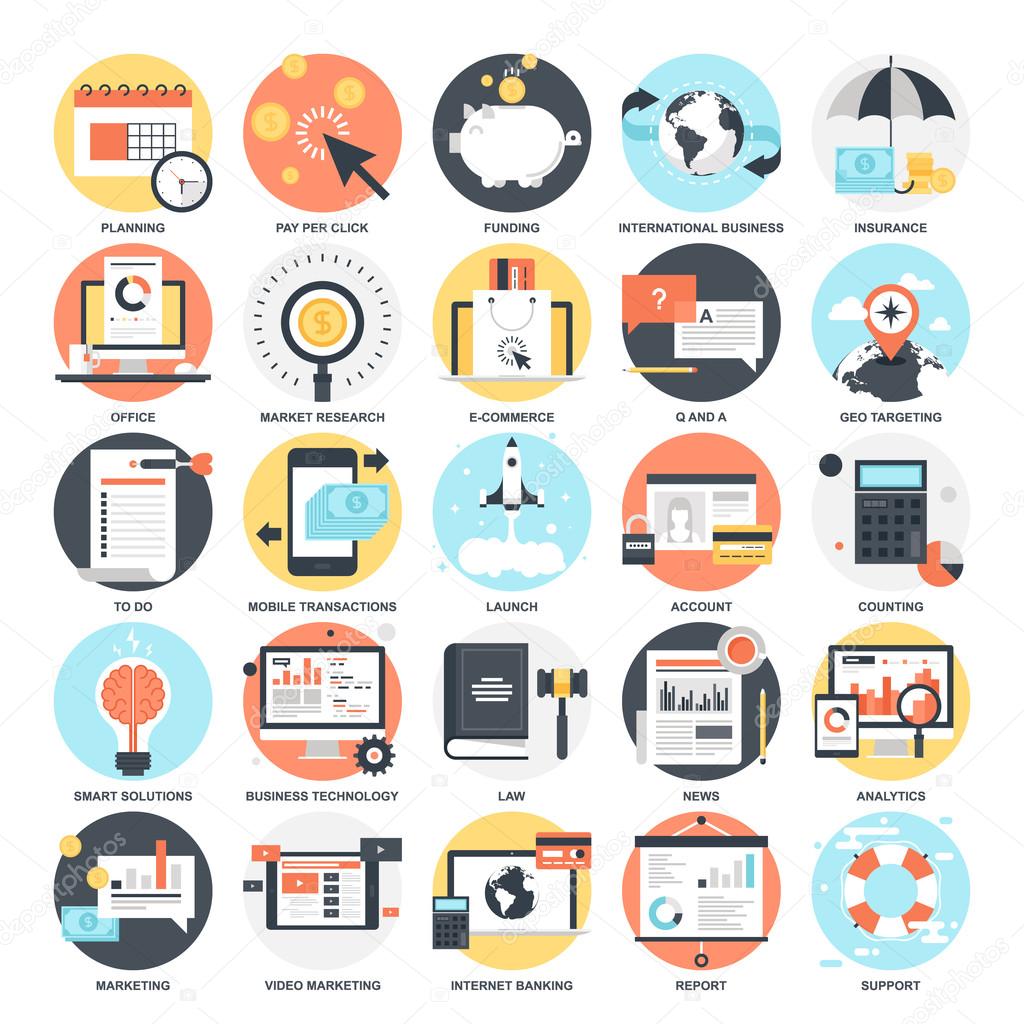 PLANNING
PAY PER CLICK
FUNDING
INTERNATIONAL BUSINESS
INSURANCE
OFFICE
MARKET RESEARCH
E-COMMERCE
?
A
Q AND A
GEO TARGETING
TO DO
MOBILE TRANSACTIONS
LAUNCH
ACCOUNT
COUNTING
SMART SOLUTIONS
BUSINESS TECHNOLOGY
LAW
NEWS
ANALYTICS
MARKETING
VIDEO MARKETING
INTERNET BANKING
REPORT
SUPPORT
depositphotos